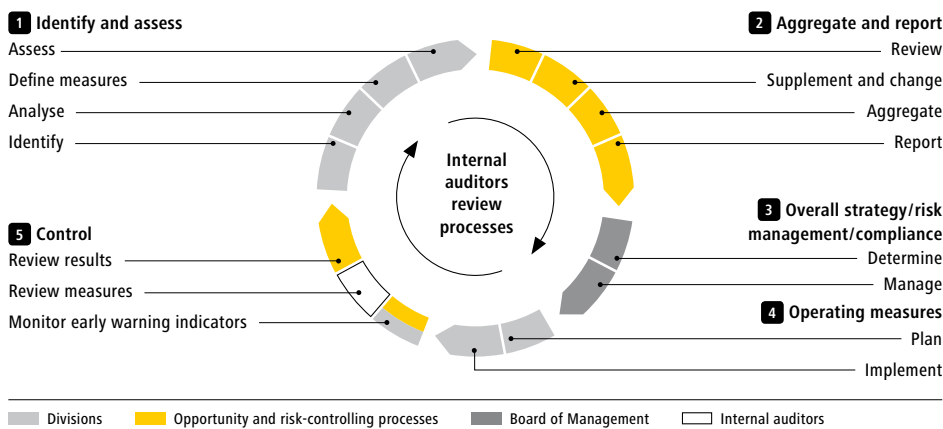 1 Identify and assess
Assess
Define measures
Analyse
Identify
2 Aggregate and report
Review
Supplement and change
Aggregate
Report
Internal
auditors
review
processes
3 Overall strategy/risk
management/compliance
Determine
Manage
4 Operating measures
Plan
Implement
5 Control
Review results
Review measures
Monitor early warning indicators
Divisions
Opportunity and risk-controlling processes
Board of Management
Internal auditors